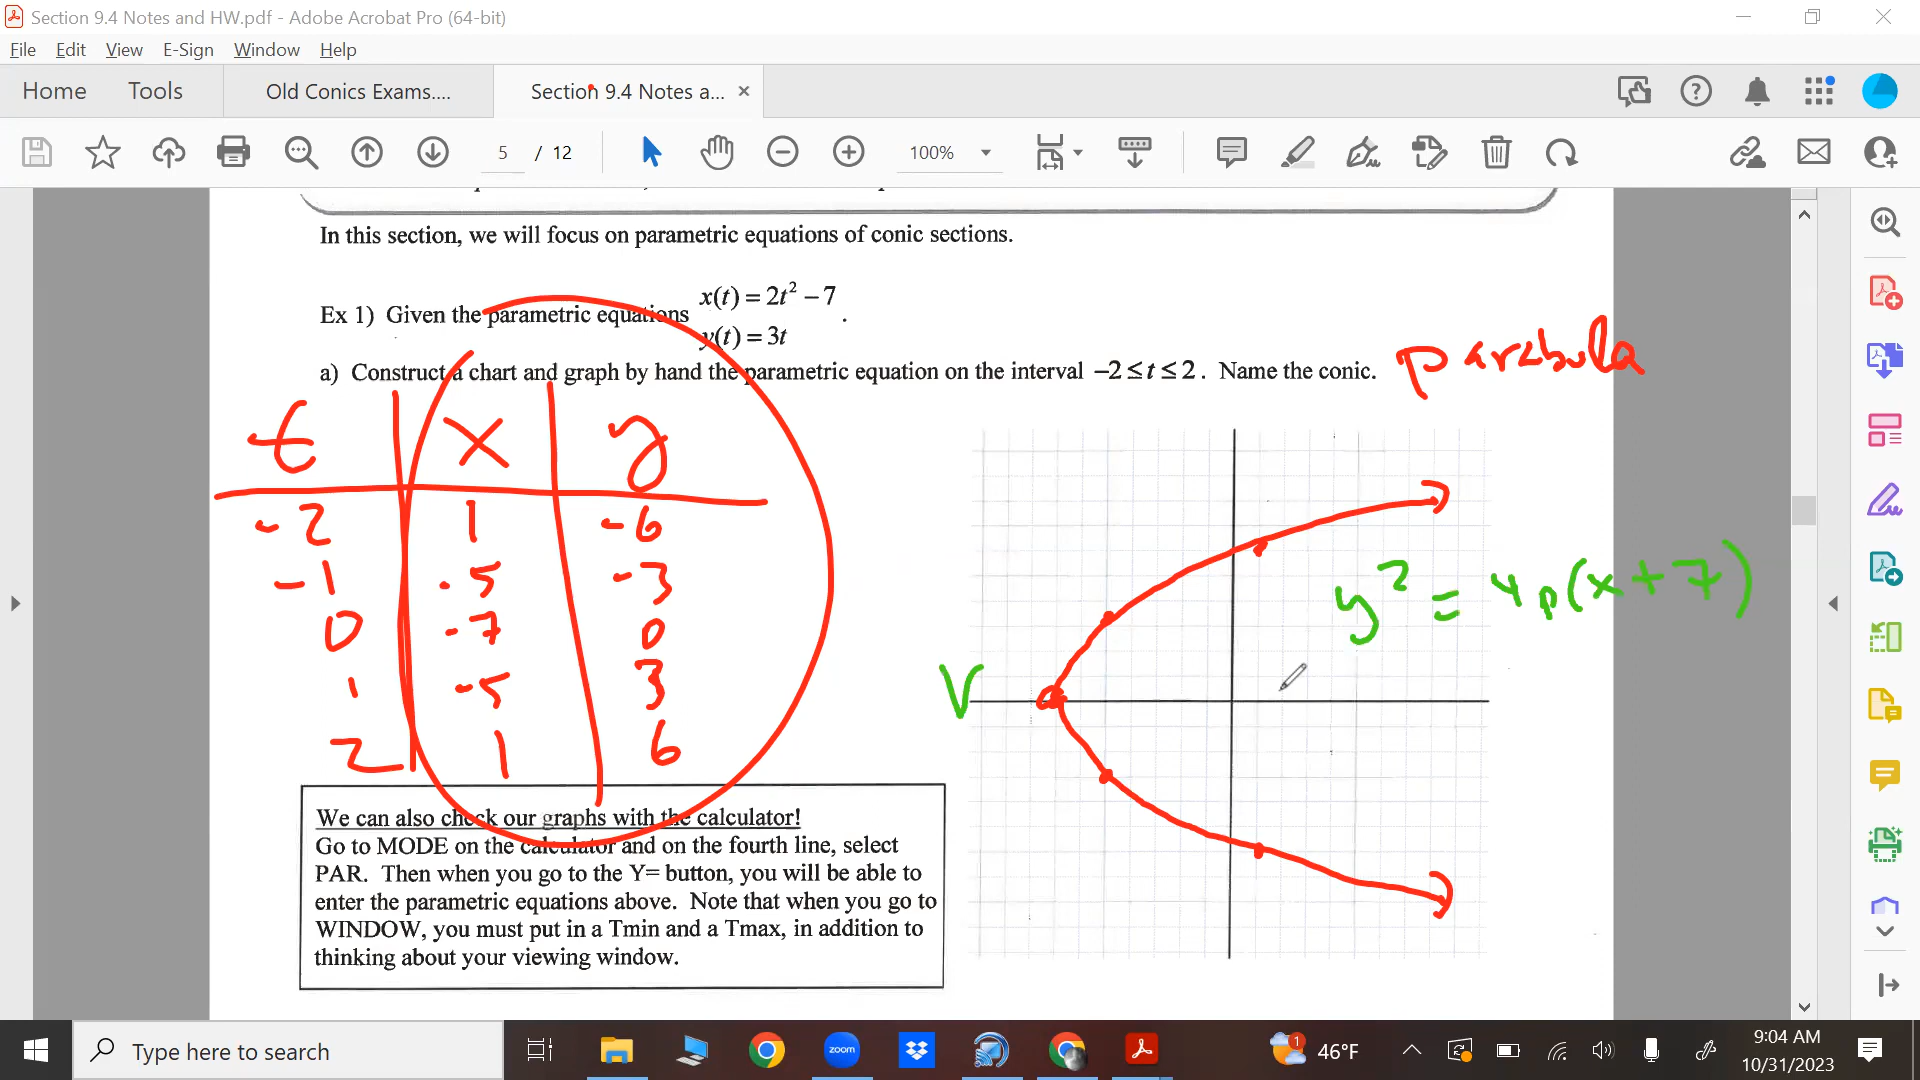 Section 9.4 Notes and HW.pdf - Adobe Acrobat Pro (64-bit)
File Edit View E-Sign Window Help
Home Tools Old Conics Exams.... Section 9.4 Notes a... ×
5 / 12 100%
In this section, we will focus on parametric equations of conic sections.
x(t) = 2t² – 7
Ex 1) Given the parametric equations .
y(t) = 3t
a) Construct a chart and graph by hand the parametric equation on the interval –2 ≤ t ≤ 2. Name the conic. parabola
t x y
-2 1 -6
-1 -5 -3
0 -7 0
1 -5 3
2 1 6
y² = 4p(x+7)
V
We can also check our graphs with the calculator!
Go to MODE on the calculator and on the fourth line, select
PAR. Then when you go to the Y= button, you will be able to
enter the parametric equations above. Note that when you go to
WINDOW, you must put in a Tmin and a Tmax, in addition to
thinking about your viewing window.
Type here to search
zoom
1
46°F
9:04 AM
10/31/2023